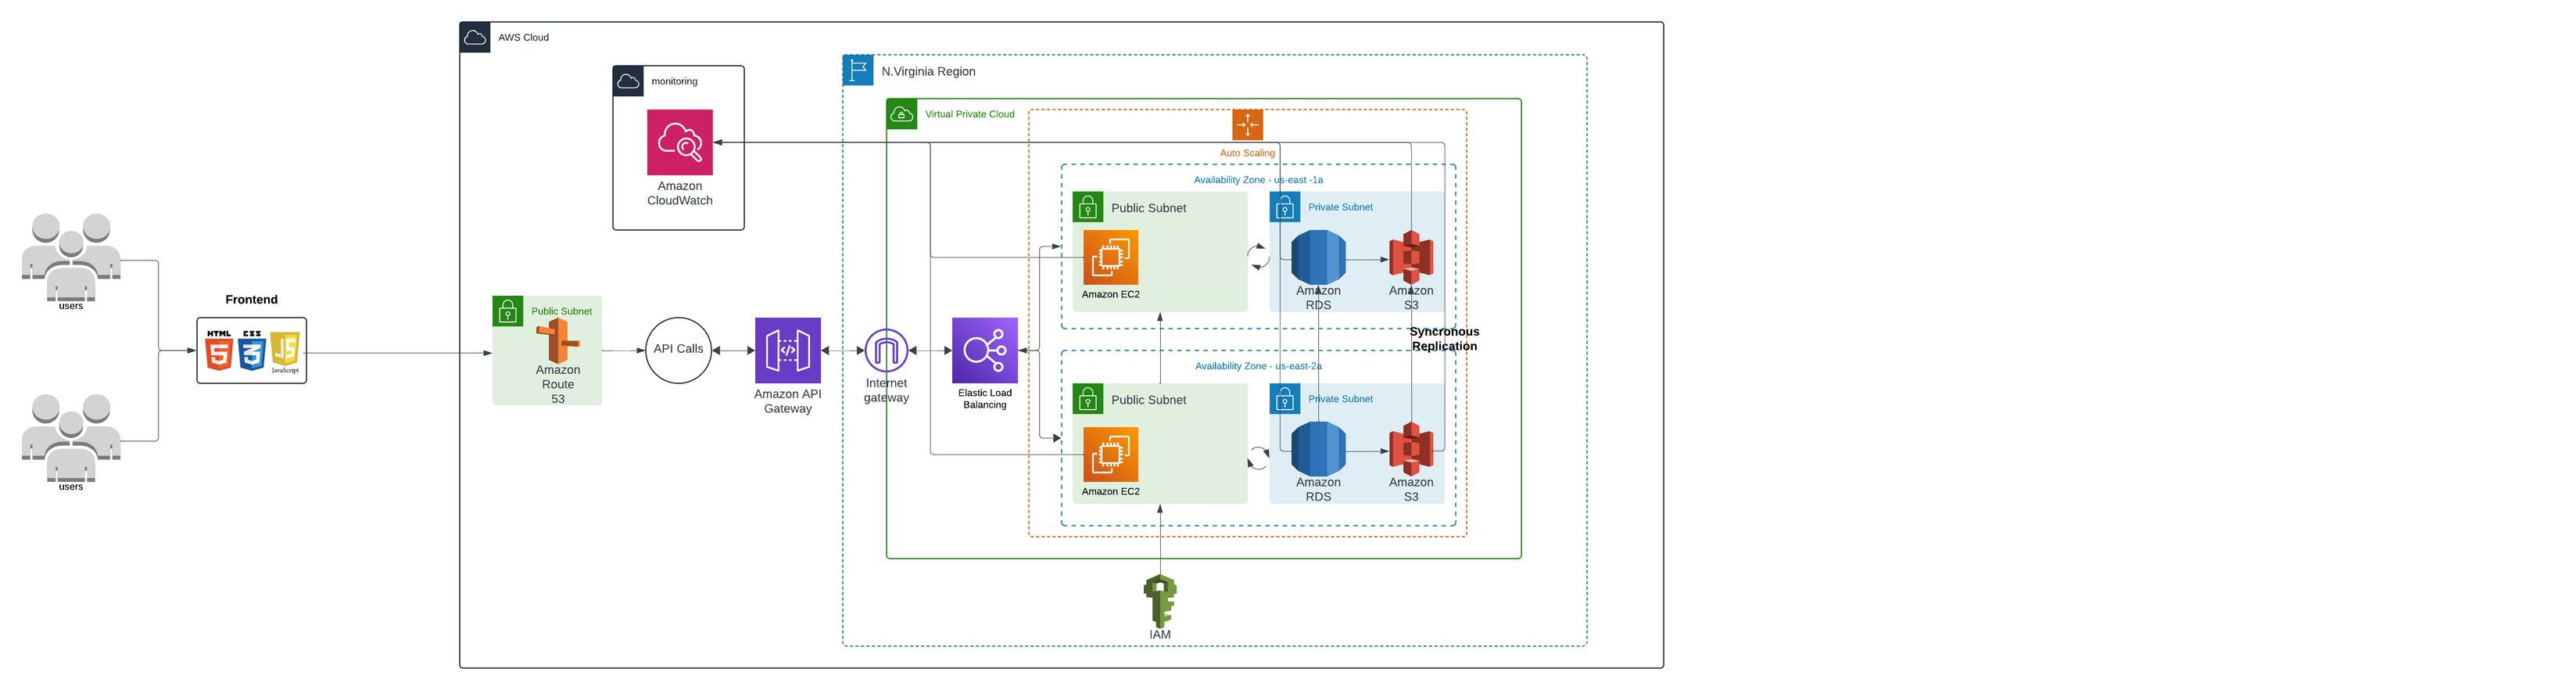 AWS Cloud
monitoring
Amazon
CloudWatch
N.Virginia Region
Virtual Private Cloud
Auto Scaling
Availability Zone - us-east -1a
Public Subnet
Amazon EC2
Private Subnet
Amazon
RDS
Amazon
S3
Syncronous
Replication
Availability Zone - us-east-2a
Public Subnet
Amazon EC2
Private Subnet
Amazon
RDS
Amazon
S3
users
users
Frontend
HTML
5
CSS
3
JS
JavaScript
Public Subnet
Amazon
Route
53
API Calls
Amazon API
Gateway
Internet
gateway
Elastic Load
Balancing
IAM